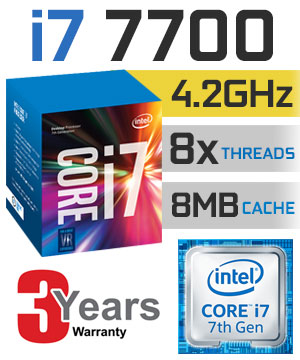 i7 7700
4.2GHz
8x THREADS
8MB CACHE
intel
CORE i7
VR
3 Years
Warranty
intel
CORE i7
7th Gen